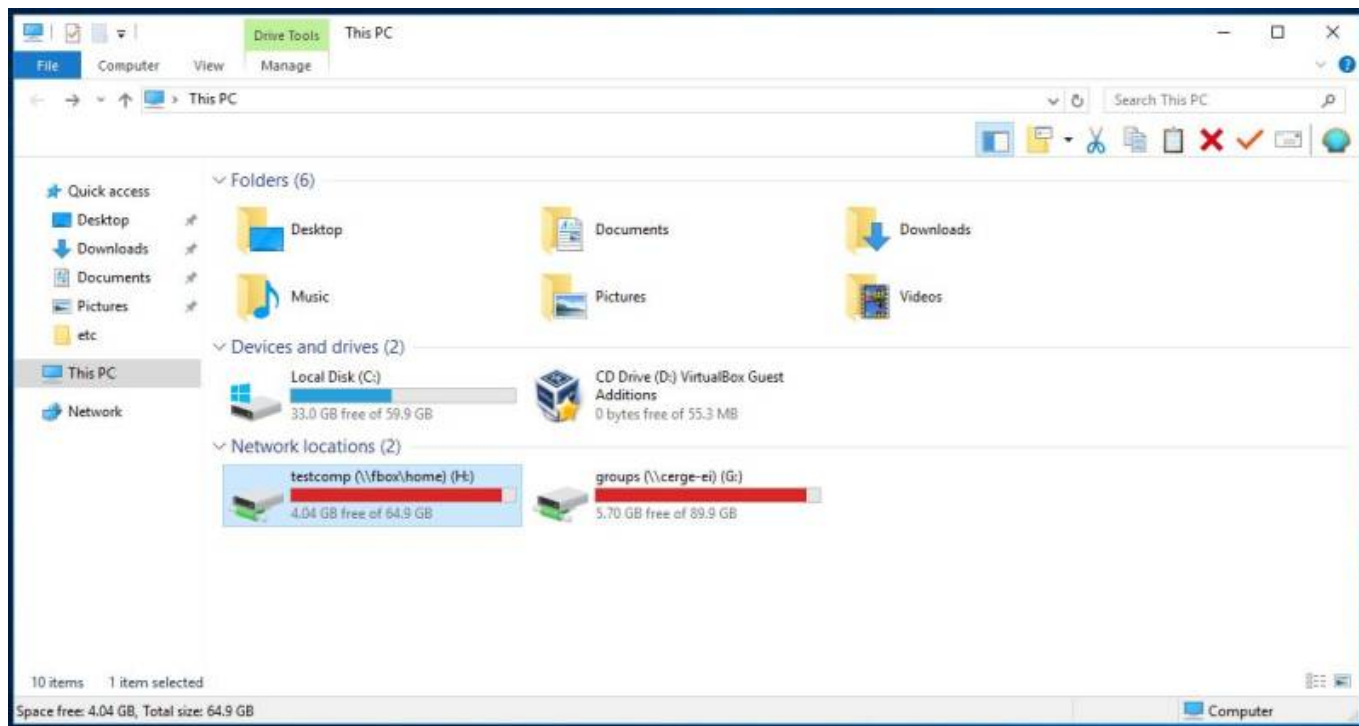 Drive Tools
This PC
File
Computer
View
Manage
This PC
Search This PC
Quick access
Desktop
Downloads
Documents
Pictures
etc
This PC
Network
Folders (6)
Desktop
Documents
Downloads
Music
Pictures
Videos
Devices and drives (2)
Local Disk (C:)
33.0 GB free of 59.9 GB
CD Drive (D:) VirtualBox Guest
Additions
0 bytes free of 55.3 MB
Network locations (2)
testcomp (\\fbox\home) (H:)
4.04 GB free of 64.9 GB
groups (\\cerge-ei) (G:)
5.70 GB free of 89.9 GB
10 items
1 item selected
Space free: 4.04 GB, Total size: 64.9 GB
Computer